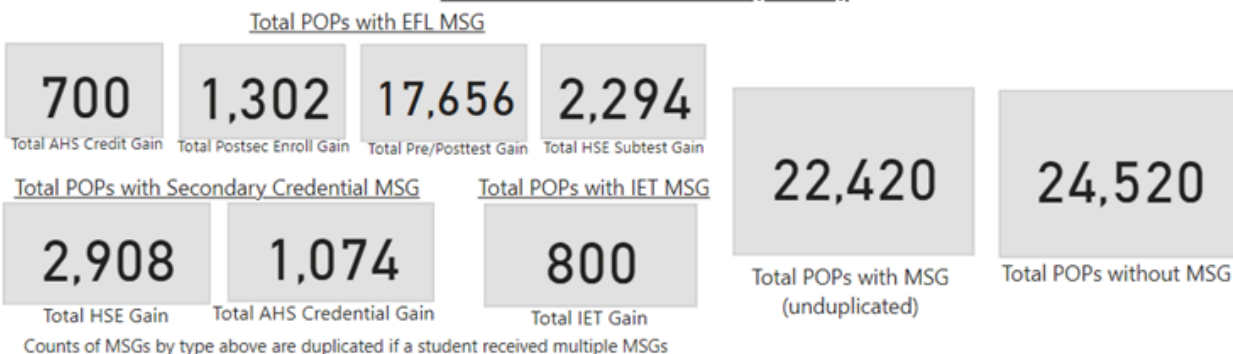 Total POPs with EFL MSG
700
Total AHS Credit Gain
1,302
Total Postsec Enroll Gain
17,656
Total Pre/Posttest Gain
2,294
Total HSE Subtest Gain
Total POPs with Secondary Credential MSG
2,908
Total HSE Gain
1,074
Total AHS Credential Gain
Total POPs with IET MSG
800
Total IET Gain
22,420
Total POPs with MSG
(unduplicated)
24,520
Total POPs without MSG
Counts of MSGs by type above are duplicated if a student received multiple MSGs